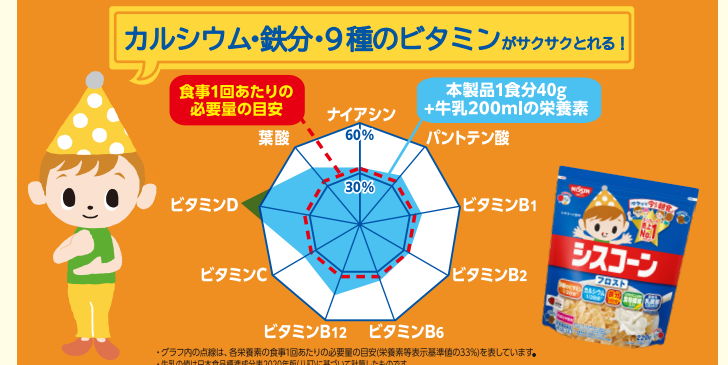 カルシウム・鉄分・9種のビタミンがサクサクとれる！
食事1回あたりの
必要量の目安
本製品1食分40g
+牛乳200mlの栄養素
ナイアシン
60%
30%
葉酸
パントテン酸
ビタミンD
ビタミンB1
ビタミンC
ビタミンB2
ビタミンB12
ビタミンB6
NISSIN
No.1
シスコーン
フロスト
・グラフ内の点線は、各栄養素の食事1回あたりの必要量の目安(栄養素等表示基準値の33%)を表しています。